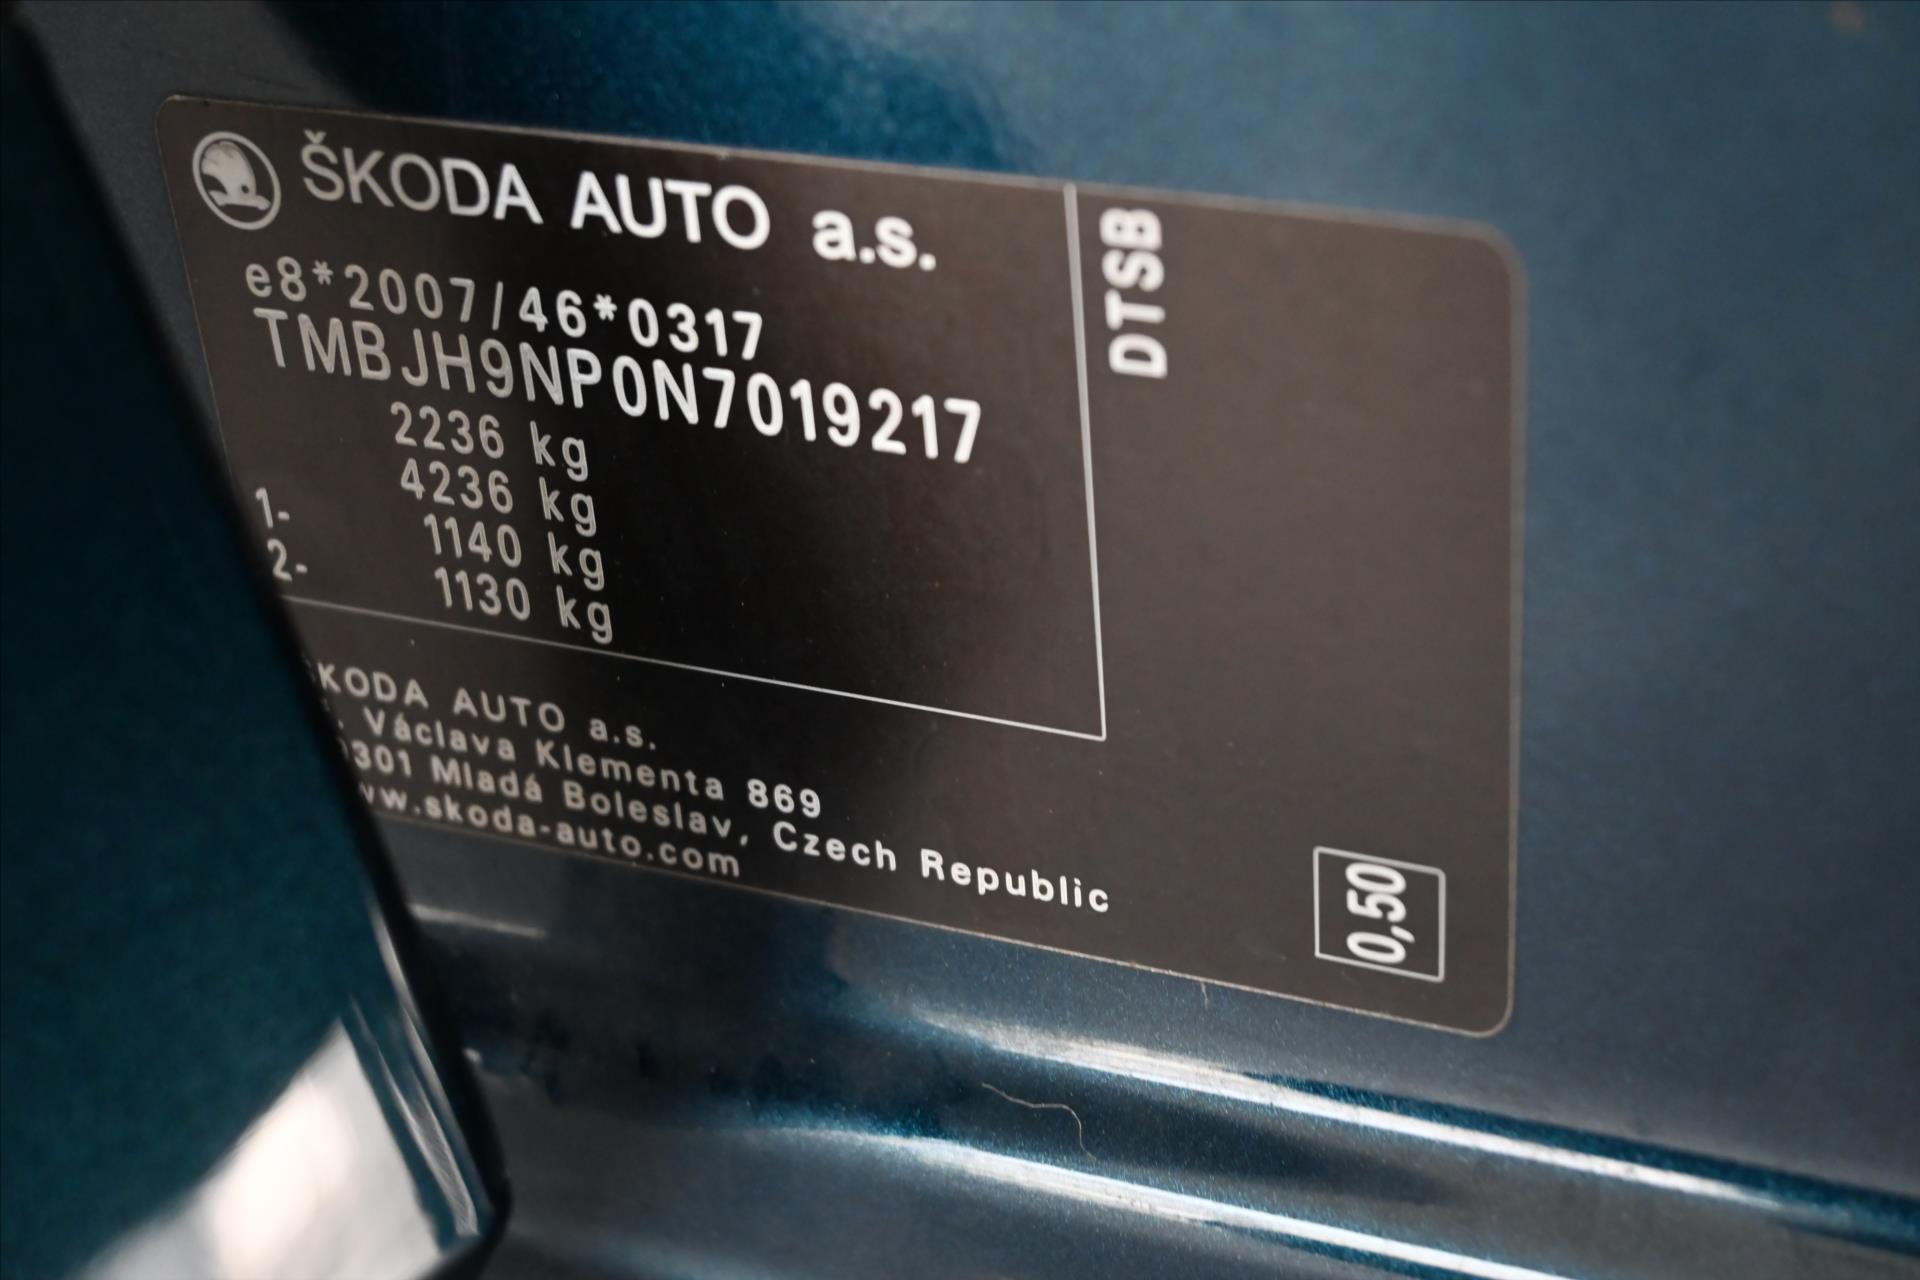 ŠKODA AUTO a.s.
e8*2007/46*0317
TMBJH9NP0N7019217
2236 kg
4236 kg
1- 1140 kg
2- 1130 kg
DTSB
ŠKODA AUTO a.s.
Václava Klementa 869
Mladá Boleslav, Czech Republic
www.skoda-auto.com
0,50